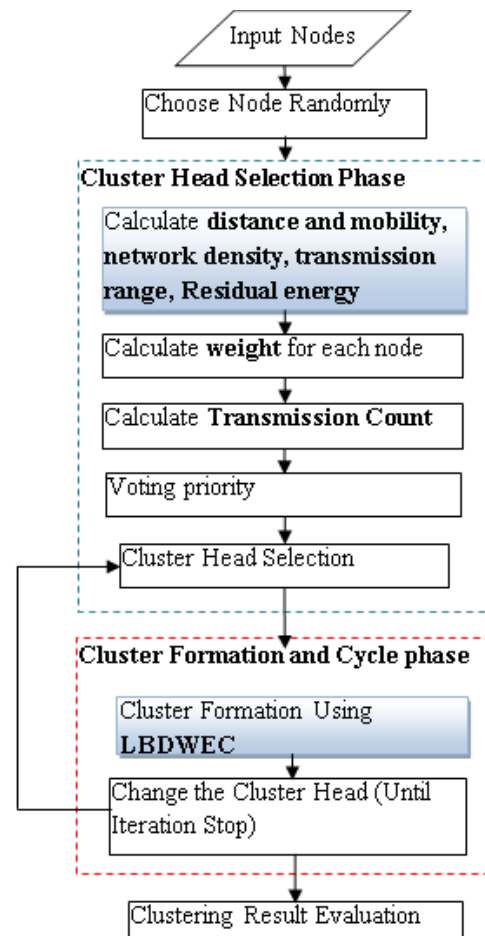 Input Nodes
Choose Node Randomly
Cluster Head Selection Phase
Calculate distance and mobility,
network density, transmission
range, Residual energy
Calculate weight for each node
Calculate Transmission Count
Voting priority
Cluster Head Selection
Cluster Formation and Cycle phase
Cluster Formation Using
LBDWEC
Change the Cluster Head (Until
Iteration Stop)
Clustering Result Evaluation